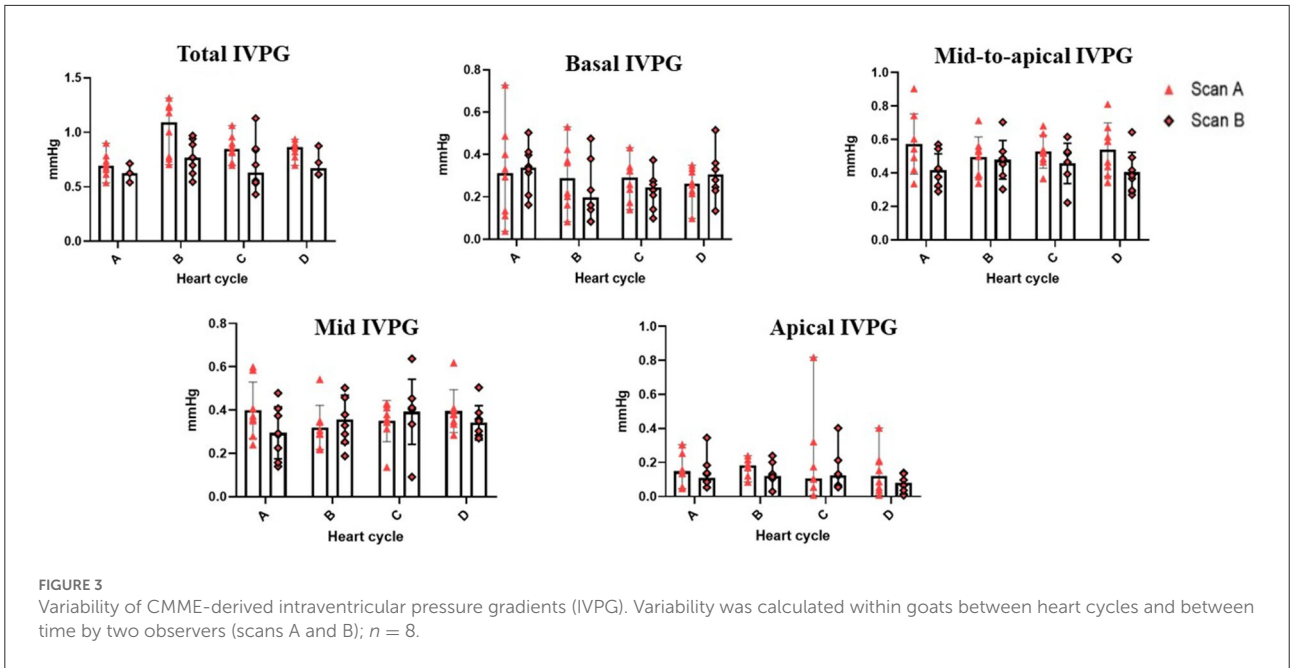 Total IVPG
1.5
1.0
0.5
0.0
mmHg
A
B
C
D
Heart cycle
Basal IVPG
0.8
0.6
0.4
0.2
0.0
mmHg
A
B
C
D
Heart cycle
Mid-to-apical IVPG
1.0
0.8
0.6
0.4
0.2
0.0
mmHg
A
B
C
D
Heart cycle
Scan A
Scan B
Mid IVPG
0.8
0.6
0.4
0.2
0.0
mmHg
A
B
C
D
Heart cycle
Apical IVPG
1.0
0.8
0.6
0.4
0.2
0.0
mmHg
A
B
C
D
Heart cycle
FIGURE 3
Variability of CMME-derived intraventricular pressure gradients (IVPG). Variability was calculated within goats between heart cycles and between
time by two observers (scans A and B); n = 8.